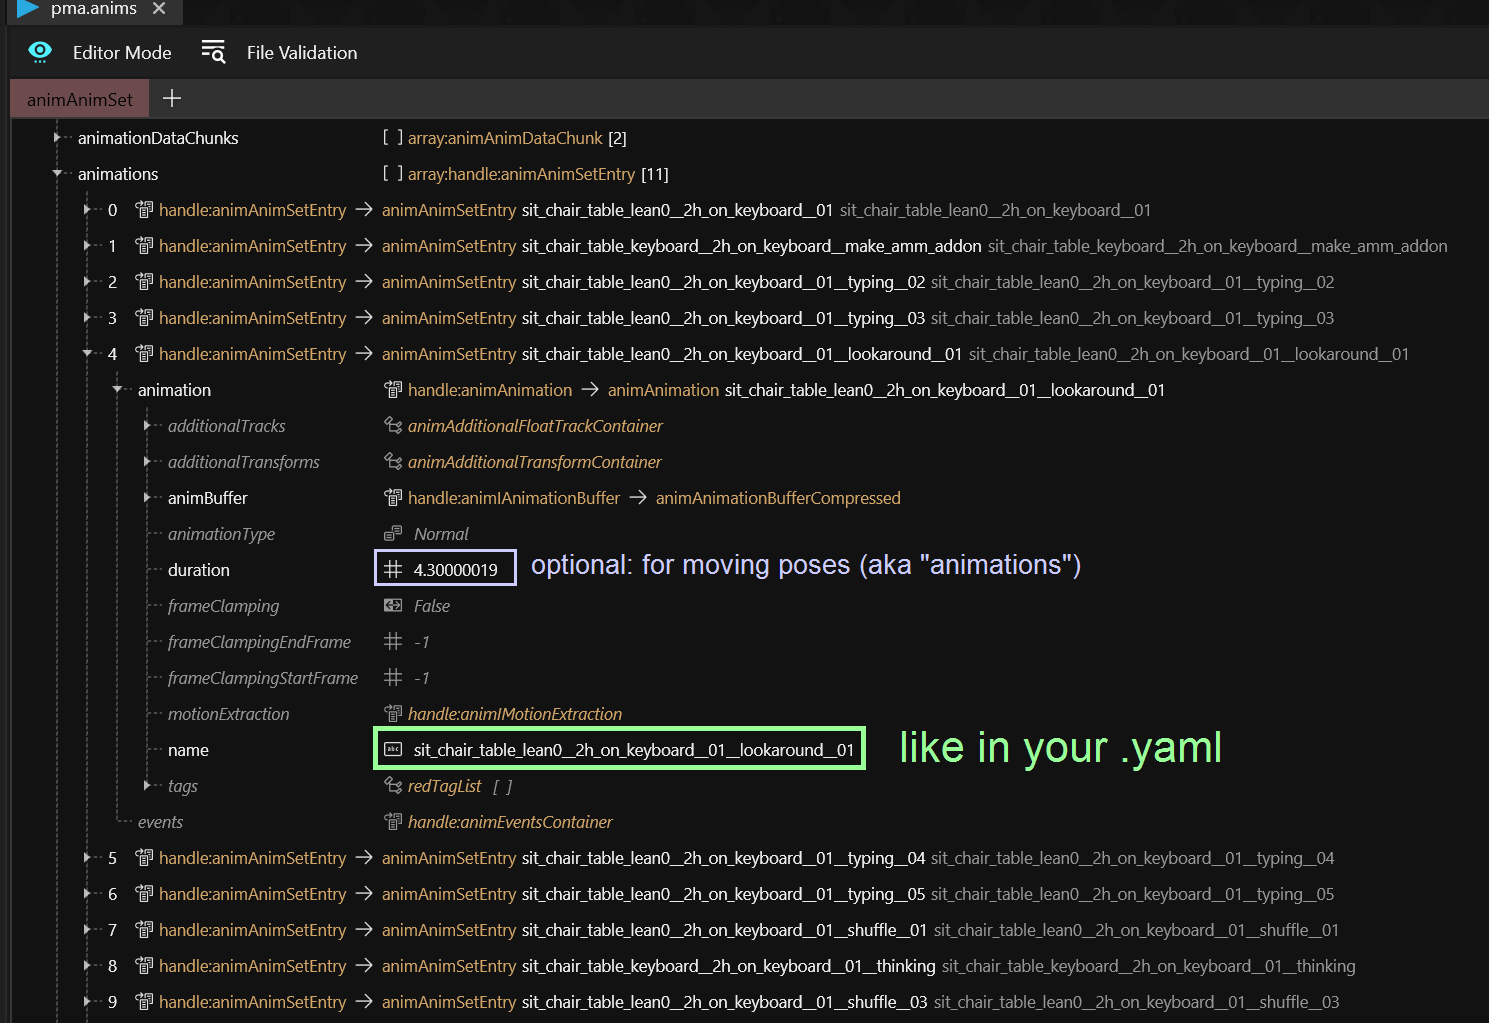 pma.anims
Editor Mode File Validation
animAnimSet
animationDataChunks [ ] array:animAnimDataChunk [2]
animations [ ] array:handle:animAnimSetEntry [11]
0 handle:animAnimSetEntry → animAnimSetEntry sit_chair_table_lean0__2h_on_keyboard__01 sit_chair_table_lean0__2h_on_keyboard__01
1 handle:animAnimSetEntry → animAnimSetEntry sit_chair_table_keyboard__2h_on_keyboard__make_amm_addon sit_chair_table_keyboard__2h_on_keyboard__make_amm_addon
2 handle:animAnimSetEntry → animAnimSetEntry sit_chair_table_lean0__2h_on_keyboard__01__typing__02 sit_chair_table_lean0__2h_on_keyboard__01__typing__02
3 handle:animAnimSetEntry → animAnimSetEntry sit_chair_table_lean0__2h_on_keyboard__01__typing__03 sit_chair_table_lean0__2h_on_keyboard__01__typing__03
4 handle:animAnimSetEntry → animAnimSetEntry sit_chair_table_lean0__2h_on_keyboard__01__lookaround__01 sit_chair_table_lean0__2h_on_keyboard__01__lookaround__01
animation handle:animAnimation → animAnimation sit_chair_table_lean0__2h_on_keyboard__01__lookaround__01
additionalTracks animAdditionalFloatTrackContainer
additionalTransforms animAdditionalTransformContainer
animBuffer handle:animIAnimationBuffer → animAnimationBufferCompressed
animationType Normal
duration 4.30000019 optional: for moving poses (aka "animations")
frameClamping False
frameClampingEndFrame -1
frameClampingStartFrame -1
motionExtraction handle:animIMotionExtraction
name abc sit_chair_table_lean0__2h_on_keyboard__01__lookaround__01 like in your .yaml
tags redTagList [ ]
events handle:animEventsContainer
5 handle:animAnimSetEntry → animAnimSetEntry sit_chair_table_lean0__2h_on_keyboard__01__typing__04 sit_chair_table_lean0__2h_on_keyboard__01__typing__04
6 handle:animAnimSetEntry → animAnimSetEntry sit_chair_table_lean0__2h_on_keyboard__01__typing__05 sit_chair_table_lean0__2h_on_keyboard__01__typing__05
7 handle:animAnimSetEntry → animAnimSetEntry sit_chair_table_lean0__2h_on_keyboard__01__shuffle__01 sit_chair_table_lean0__2h_on_keyboard__01__shuffle__01
8 handle:animAnimSetEntry → animAnimSetEntry sit_chair_table_keyboard__2h_on_keyboard__01__thinking sit_chair_table_keyboard__2h_on_keyboard__01__thinking
9 handle:animAnimSetEntry → animAnimSetEntry sit_chair_table_lean0__2h_on_keyboard__01__shuffle__03 sit_chair_table_lean0__2h_on_keyboard__01__shuffle__03